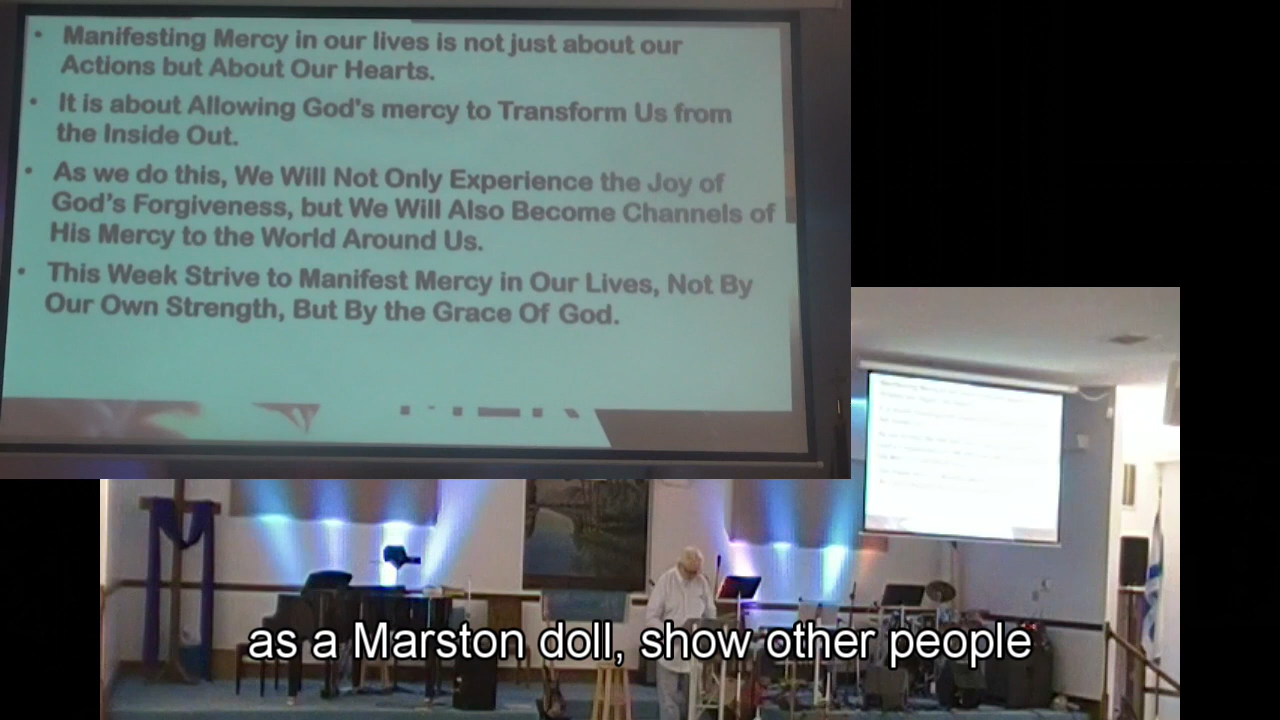 • Manifesting Mercy in our lives is not just about our
Actions but About Our Hearts.
• It is about Allowing God's mercy to Transform Us from
the Inside Out.
• As we do this, We Will Not Only Experience the Joy of
God's Forgiveness, but We Will Also Become Channels of
His Mercy to the World Around Us.
• This Week Strive to Manifest Mercy in Our Lives, Not By
Our Own Strength, But By the Grace Of God.
as a Marston doll, show other people